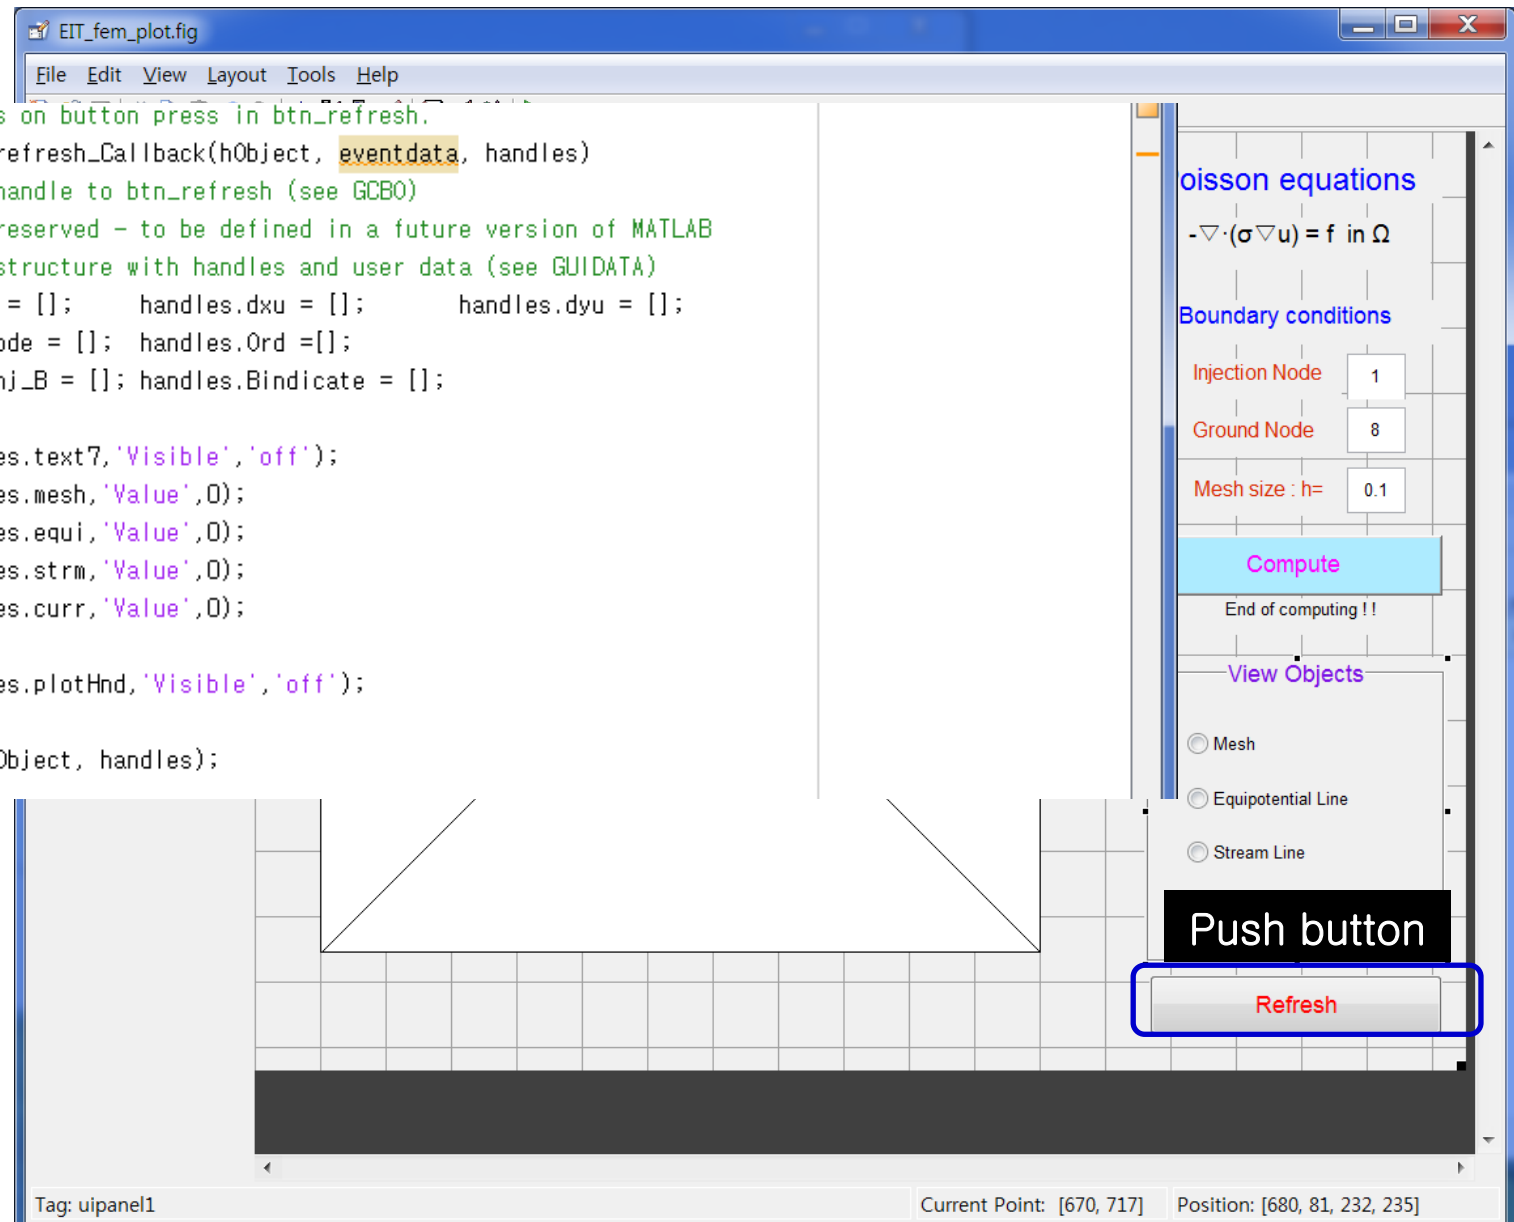 EIT_fem_plot.fig
File Edit View Layout Tools Help
s on button press in btn_refresh.
refresh_Callback(hObject, eventdata, handles)
handle to btn_refresh (see GCBO)
reserved - to be defined in a future version of MATLAB
structure with handles and user data (see GUIDATA)
= []; handles.dxu = []; handles.dyu = [];
ode = []; handles.Ord =[];
nj_B = []; handles.Bindicate = [];
es.text7,'Visible','off');
es.mesh,'Value',0);
es.equi,'Value',0);
es.strm,'Value',0);
es.curr,'Value',0);
es.plotHnd,'Visible','off');
Object, handles);
oisson equations
-▽·(σ▽u) = f in Ω
Boundary conditions
Injection Node 1
Ground Node 8
Mesh size : h= 0.1
Compute
End of computing ! !
View Objects
Mesh
Equipotential Line
Stream Line
Push button
Refresh
Tag: uipanel1
Current Point: [670, 717]
Position: [680, 81, 232, 235]